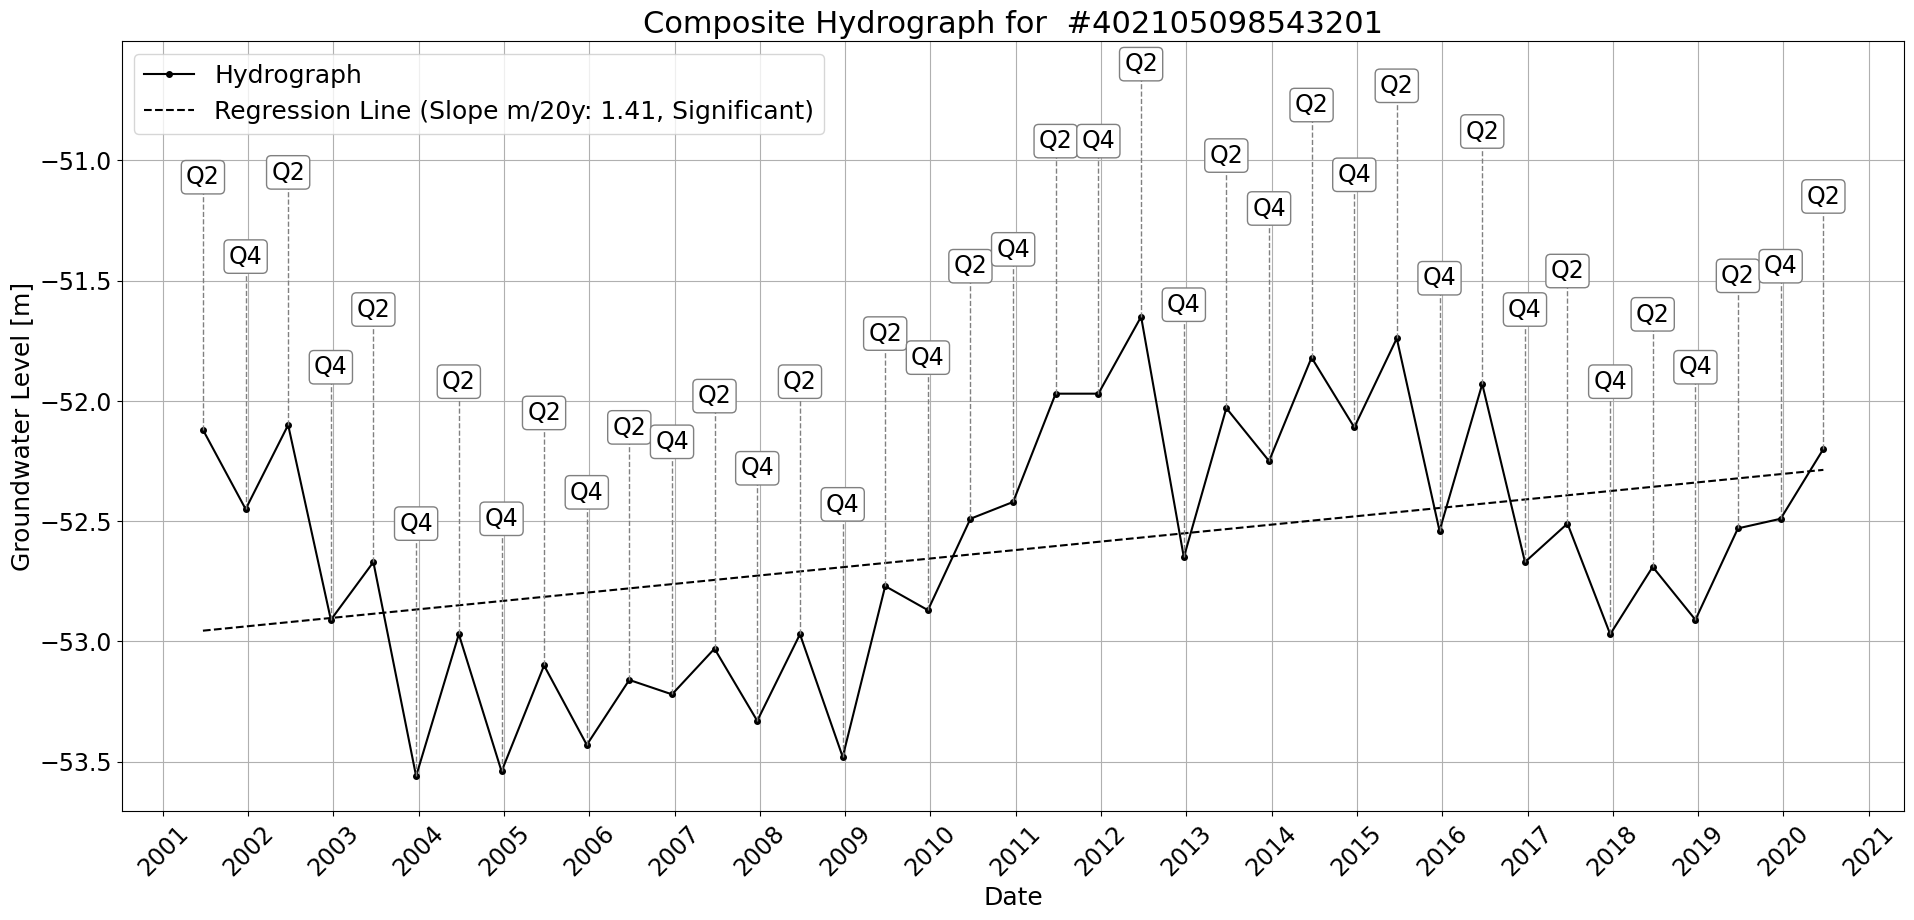 Composite Hydrograph for  #402105098543201
Hydrograph
Regression Line (Slope m/20y: 1.41, Significant)
Groundwater Level [m]
−51.0
−51.5
−52.0
−52.5
−53.0
−53.5
Q2
Q4
Q2
Q4
Q2
Q4
Q2
Q4
Q2
Q4
Q2
Q4
Q2
Q4
Q2
Q4
Q2
Q4
Q2
Q4
Q2
Q4
Q2
Q4
Q2
Q4
Q2
Q4
Q2
Q4
Q2
Q4
Q2
Q4
Q2
Q4
Q2
Q4
Q2
2001
2002
2003
2004
2005
2006
2007
2008
2009
2010
2011
2012
2013
2014
2015
2016
2017
2018
2019
2020
2021
Date